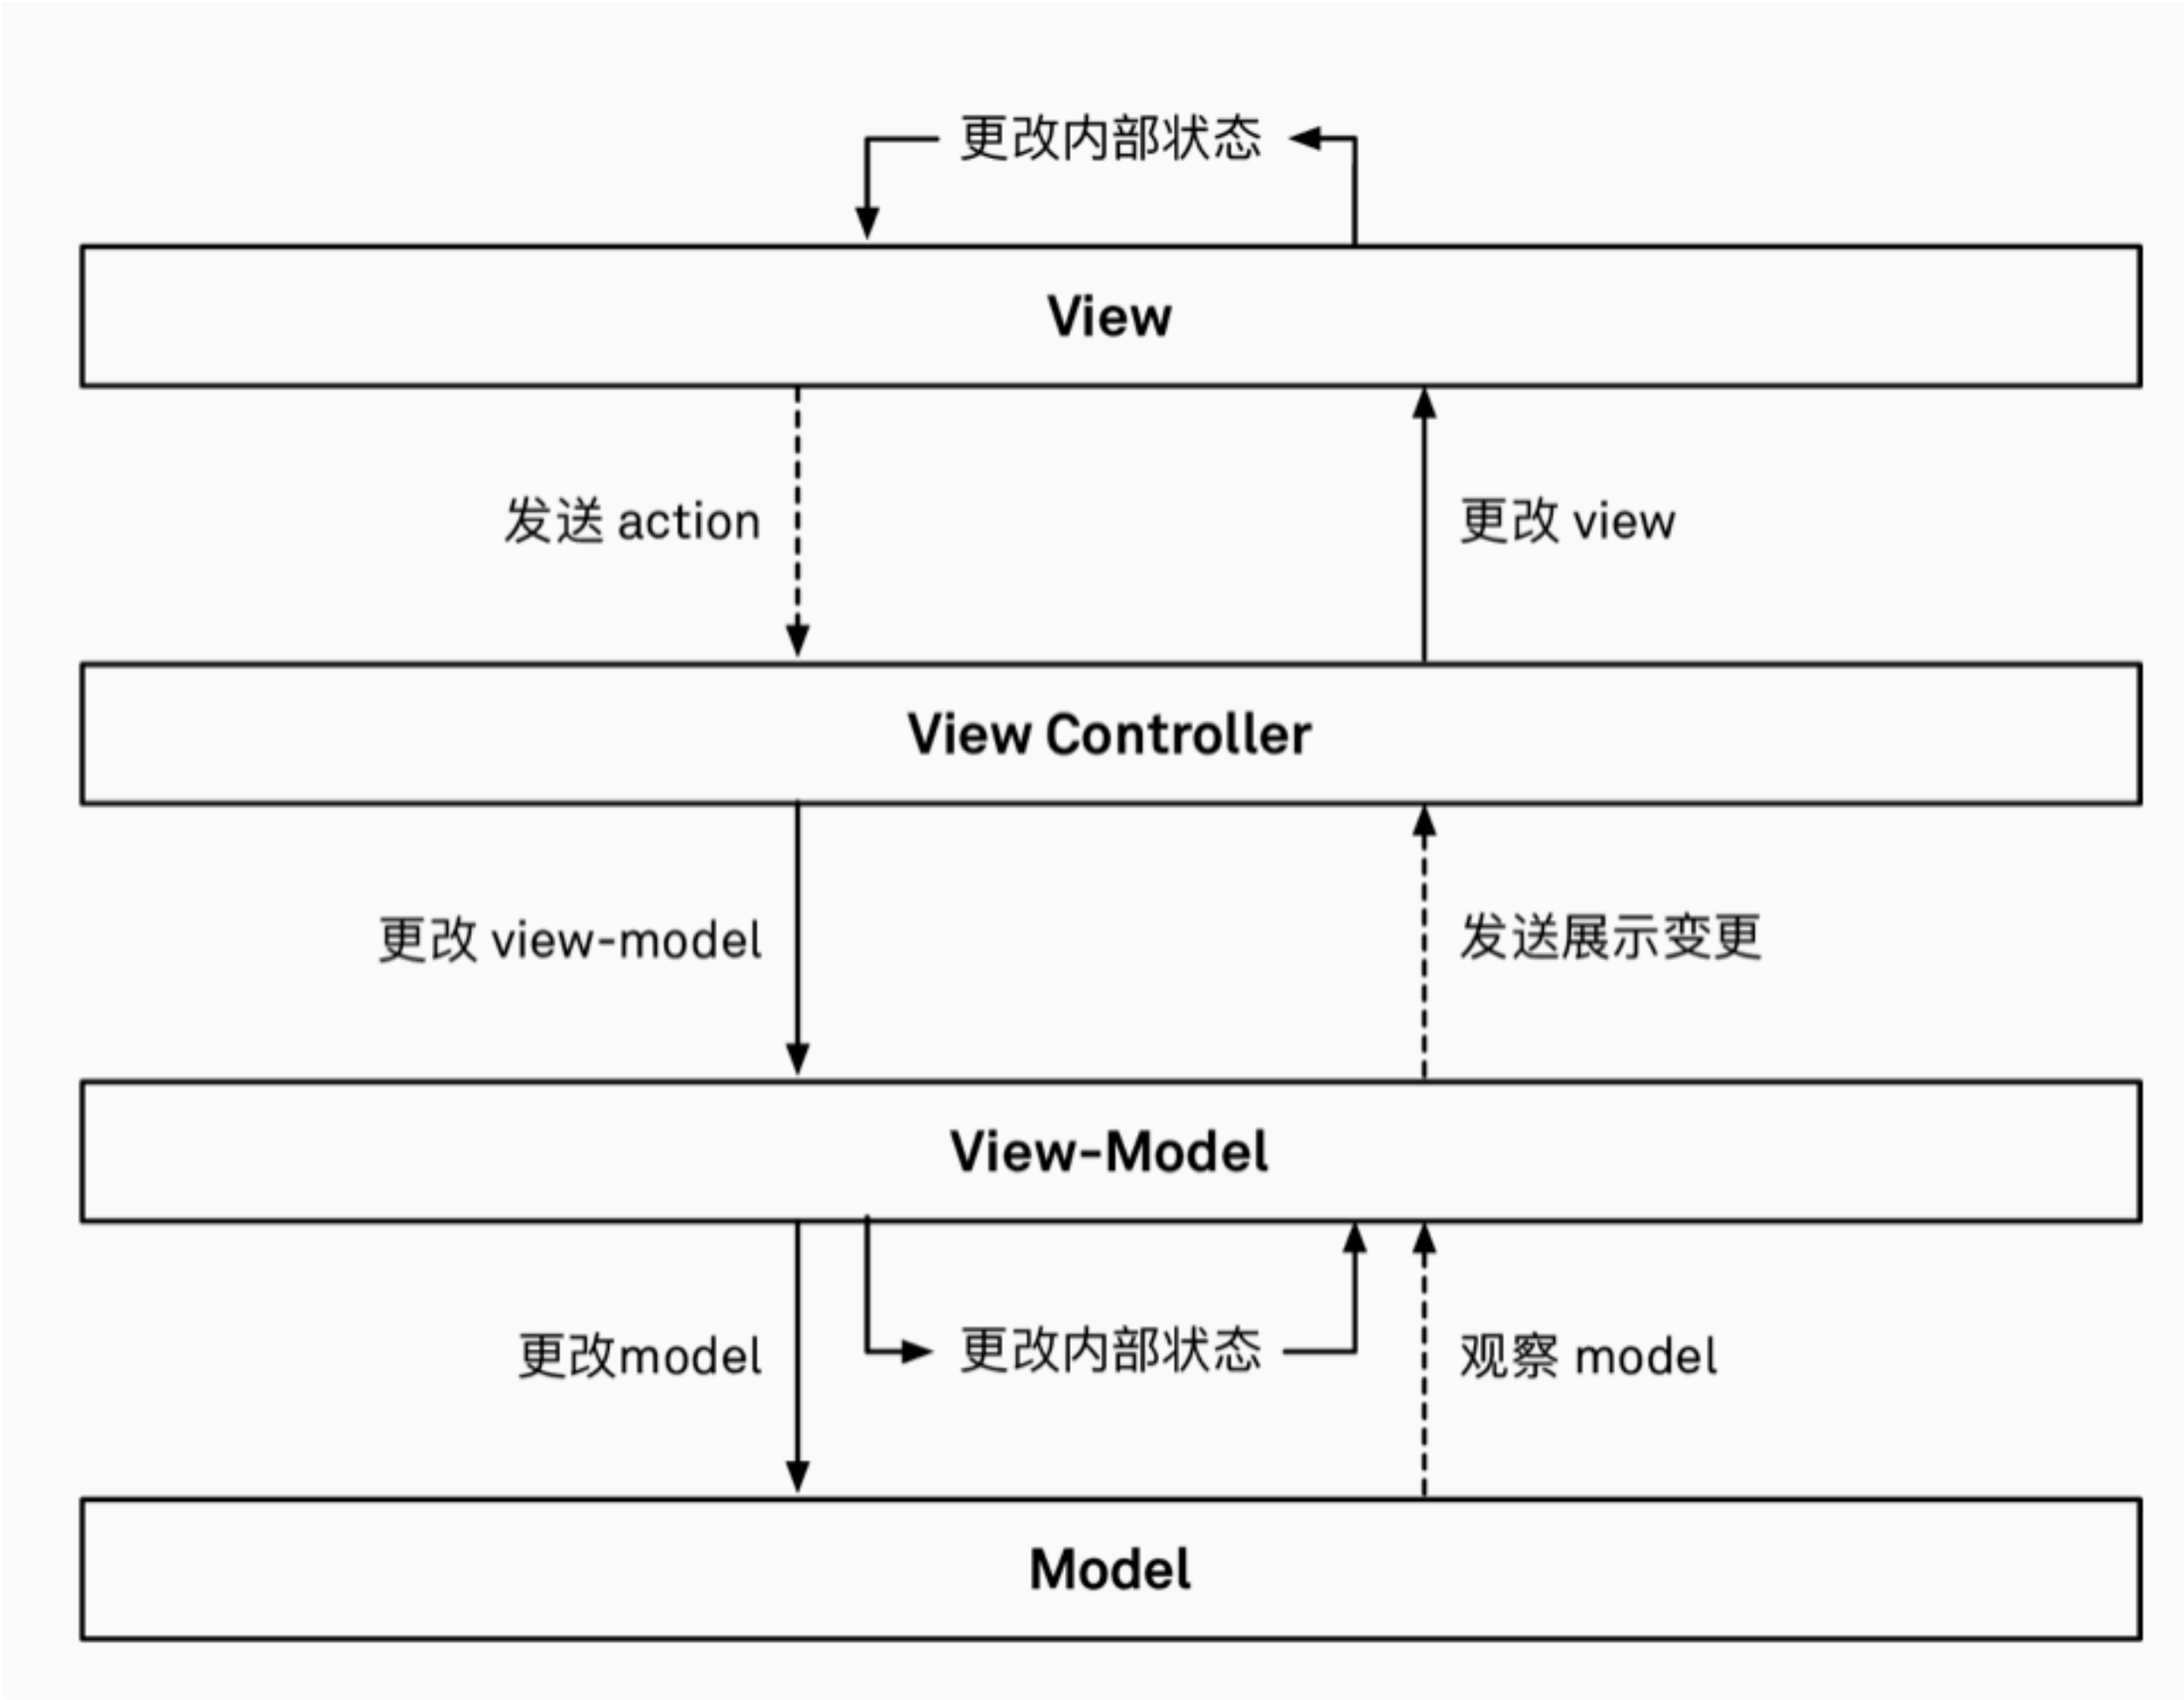 更改内部状态
View
发送 action
更改 view
View Controller
更改 view-model
发送展示变更
View-Model
更改model
更改内部状态
观察 model
Model